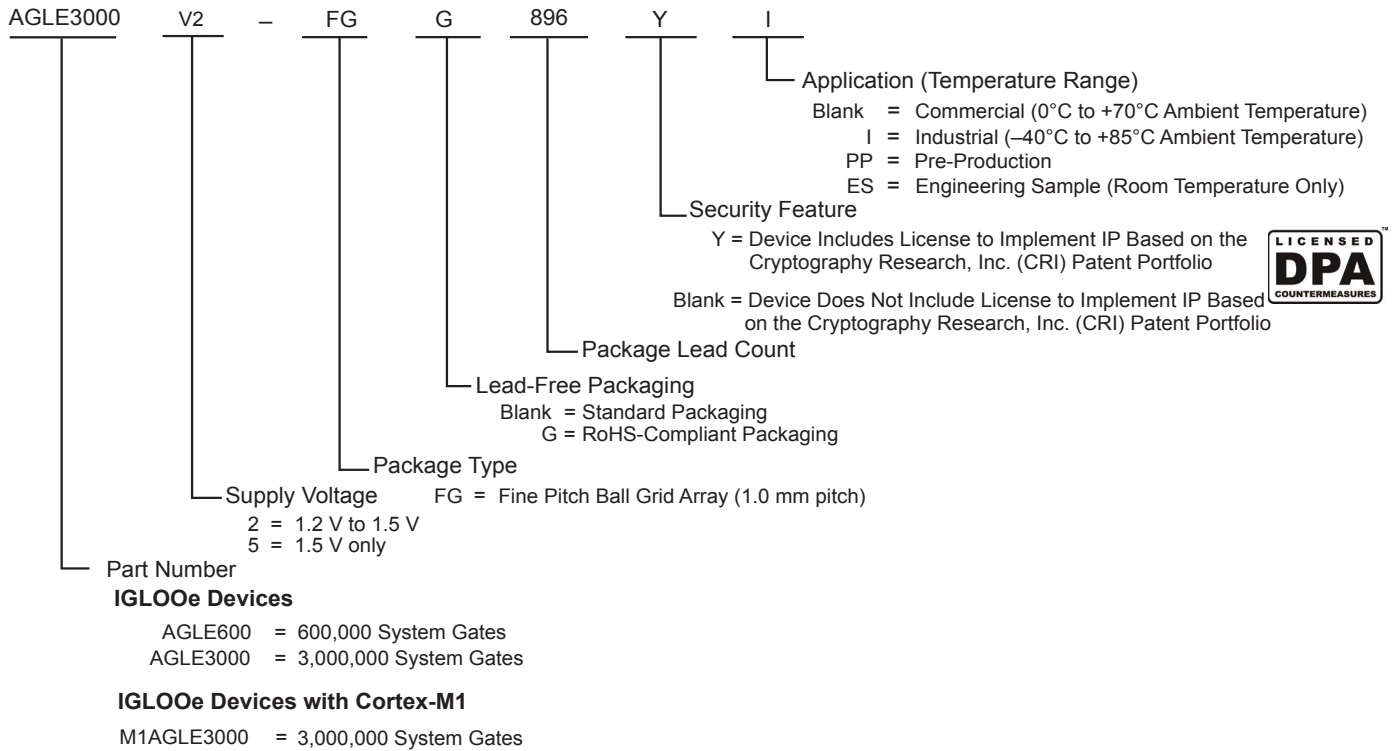 AGLE3000 V2 – FG G 896 Y I
Application (Temperature Range)
Blank = Commercial (0°C to +70°C Ambient Temperature)
I = Industrial (–40°C to +85°C Ambient Temperature)
PP = Pre-Production
ES = Engineering Sample (Room Temperature Only)
Security Feature
Y = Device Includes License to Implement IP Based on the
Cryptography Research, Inc. (CRI) Patent Portfolio
LICENSED ™
DPA
COUNTERMEASURES
Blank = Device Does Not Include License to Implement IP Based
on the Cryptography Research, Inc. (CRI) Patent Portfolio
Package Lead Count
Lead-Free Packaging
Blank = Standard Packaging
G = RoHS-Compliant Packaging
Package Type
FG = Fine Pitch Ball Grid Array (1.0 mm pitch)
Supply Voltage
2 = 1.2 V to 1.5 V
5 = 1.5 V only
Part Number
IGLOOe Devices
AGLE600 = 600,000 System Gates
AGLE3000 = 3,000,000 System Gates
IGLOOe Devices with Cortex-M1
M1AGLE3000 = 3,000,000 System Gates